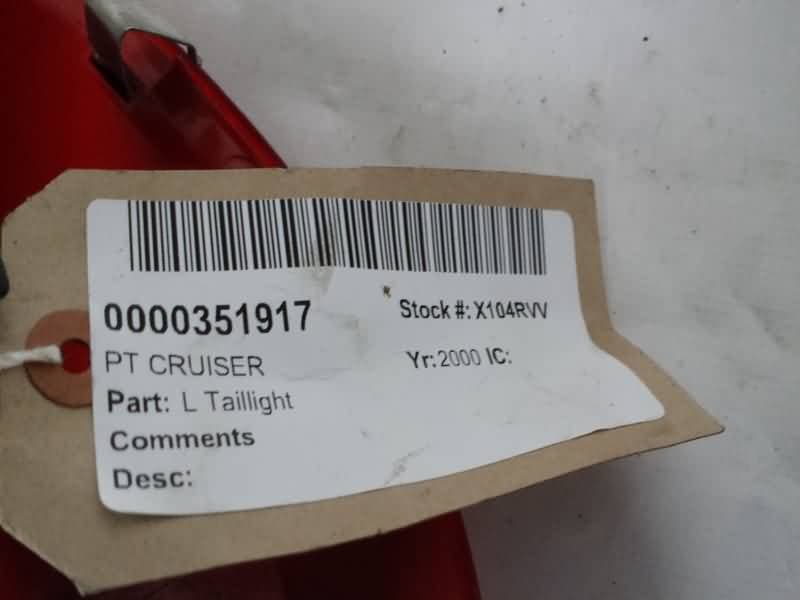 0000351917 Stock #: X104RVV
PT CRUISER Yr: 2000 IC:
Part: L Taillight
Comments
Desc: